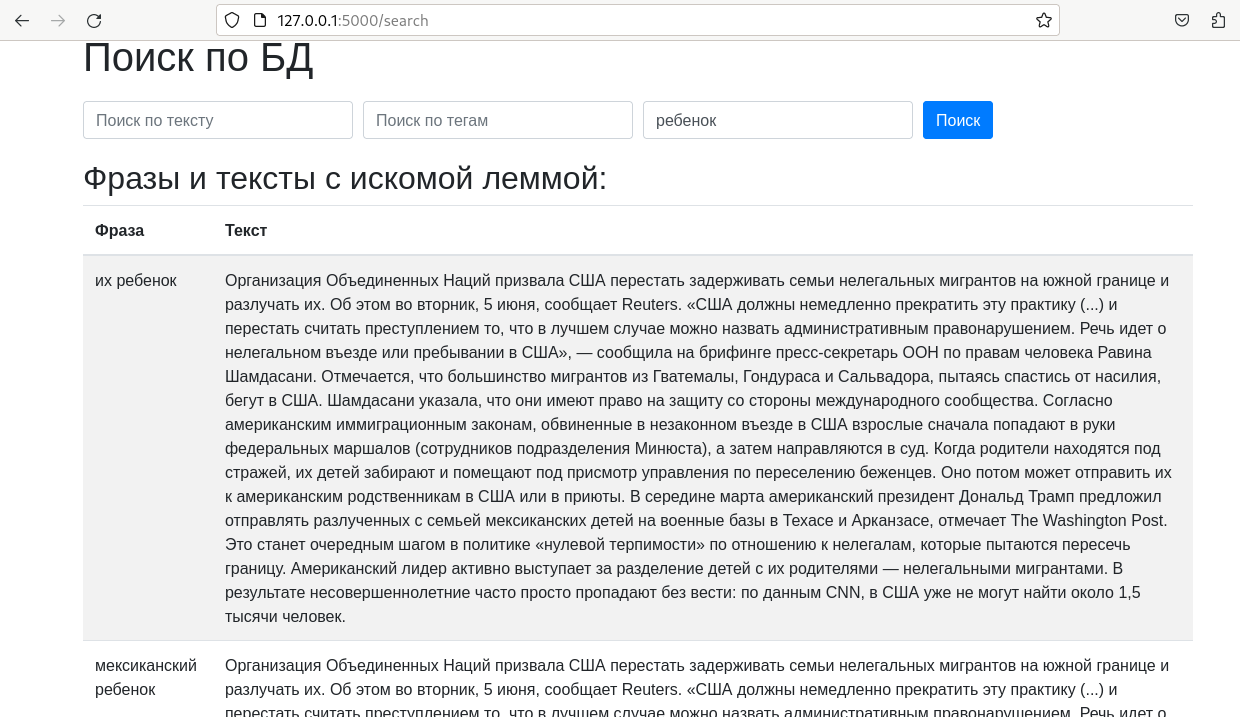 127.0.0.1:5000/search
Поиск по БД
Поиск по тексту
Поиск по тегам
ребенок
Поиск
Фразы и тексты с искомой леммой:
Фраза
Текст
их ребенок
Организация Объединенных Наций призвала США перестать задерживать семьи нелегальных мигрантов на южной границе и
разлучать их. Об этом во вторник, 5 июня, сообщает Reuters. «США должны немедленно прекратить эту практику (...) и
перестать считать преступлением то, что в лучшем случае можно назвать административным правонарушением. Речь идет о
нелегальном въезде или пребывании в США», — сообщила на брифинге пресс-секретарь ООН по правам человека Равина
Шамдасани. Отмечается, что большинство мигрантов из Гватемалы, Гондураса и Сальвадора, пытаясь спастись от насилия,
бегут в США. Шамдасани указала, что они имеют право на защиту со стороны международного сообщества. Согласно
американским иммиграционным законам, обвиненные в незаконном въезде в США взрослые сначала попадают в руки
федеральных маршалов (сотрудников подразделения Минюста), а затем направляются в суд. Когда родители находятся под
стражей, их детей забирают и помещают под присмотр управления по переселению беженцев. Оно потом может отправить их
к американским родственникам в США или в приюты. В середине марта американский президент Дональд Трамп предложил
отправлять разлученных с семьей мексиканских детей на военные базы в Техасе и Арканзасе, отмечает The Washington Post.
Это станет очередным шагом в политике «нулевой терпимости» по отношению к нелегалам, которые пытаются пересечь
границу. Американский лидер активно выступает за разделение детей с их родителями — нелегальными мигрантами. В
результате несовершеннолетние часто просто пропадают без вести: по данным CNN, в США уже не могут найти около 1,5
тысячи человек.
мексиканский
ребенок
Организация Объединенных Наций призвала США перестать задерживать семьи нелегальных мигрантов на южной границе и
разлучать их. Об этом во вторник, 5 июня, сообщает Reuters. «США должны немедленно прекратить эту практику (...) и
перестать считать преступлением то, что в лучшем случае можно назвать административным правонарушением. Речь идет о